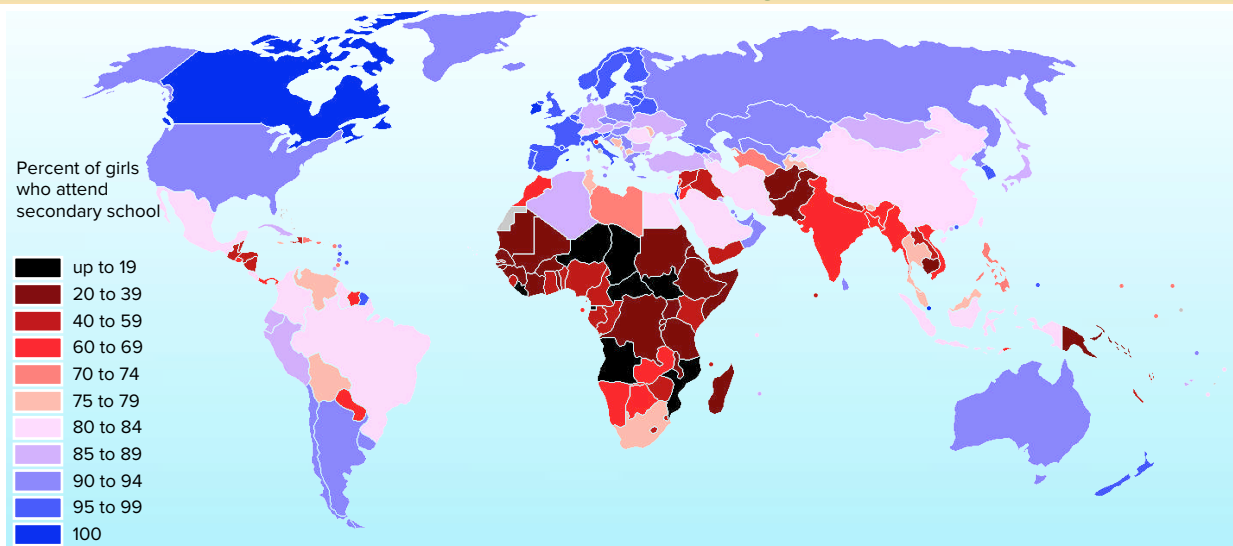 Percent of girls
who attend
secondary school
up to 19
20 to 39
40 to 59
60 to 69
70 to 74
75 to 79
80 to 84
85 to 89
90 to 94
95 to 99
100